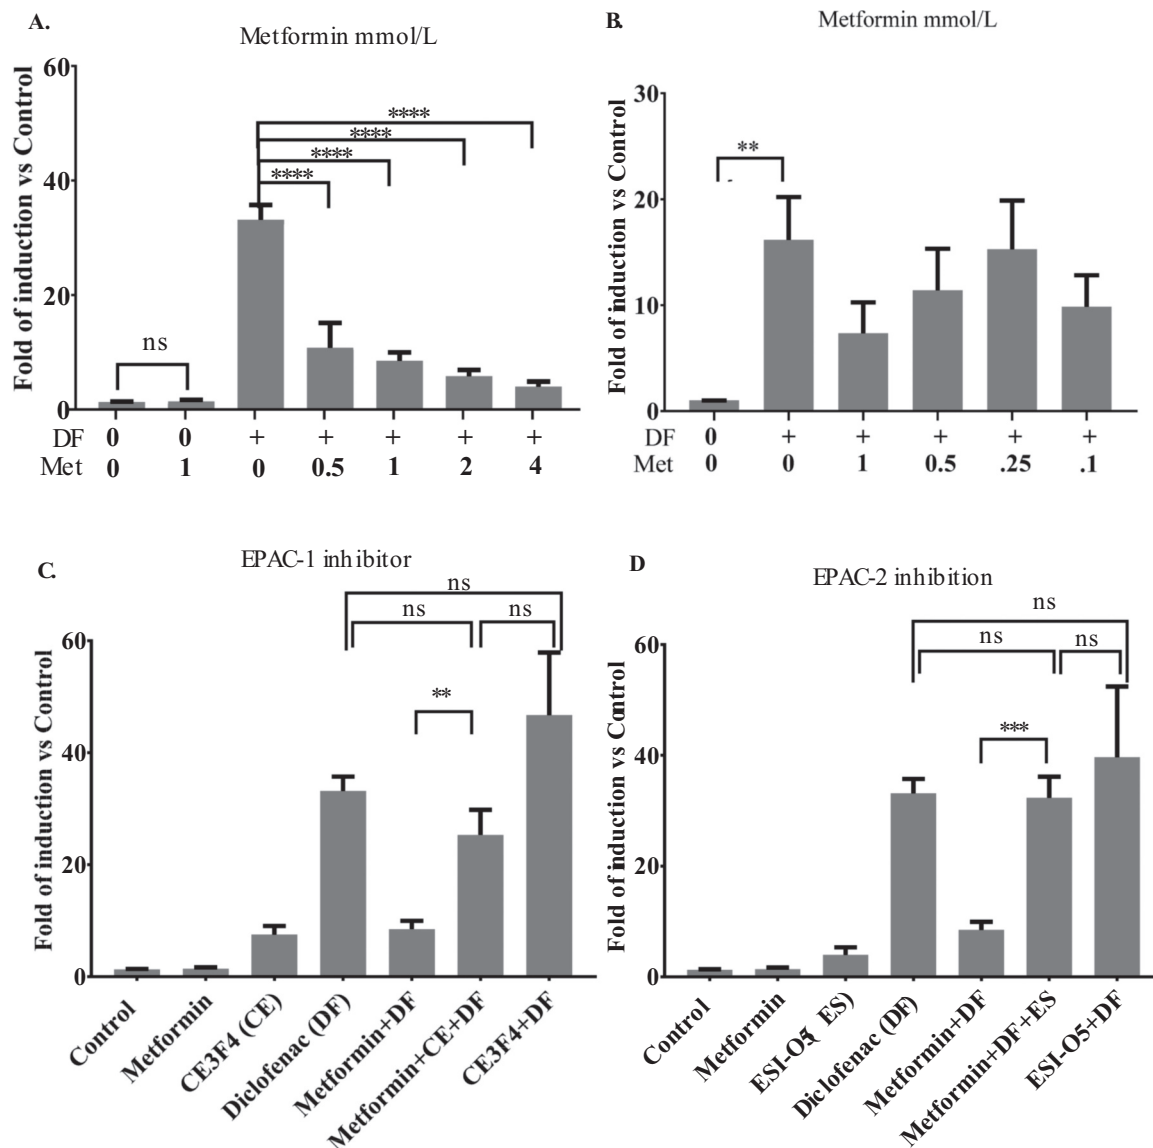 A.
Metformin mmol/L
Fold of induction vs Control
60
40
20
0
****
****
****
****
ns
DF 0 0 + + + + +
Met 0 1 0 0.5 1 2 4
B.
Metformin mmol/L
Fold of induction vs Control
30
20
10
0
**
DF 0 + + + + +
Met 0 0 1 0.5 .25 .1
C.
EPAC-1 inhibitor
Fold of induction vs Control
60
40
20
0
ns
ns ns
**
Control
Metformin
CE3F4 (CE)
Diclofenac (DF)
Metformin+DF
Metformin+CE+DF
CE3F4+DF
D
EPAC-2 inhibition
Fold of induction vs Control
60
40
20
0
ns
ns ns
***
Control
Metformin
ESI-O5( ES)
Diclofenac (DF)
Metformin+DF
Metformin+DF+ES
ESI-O5+DF